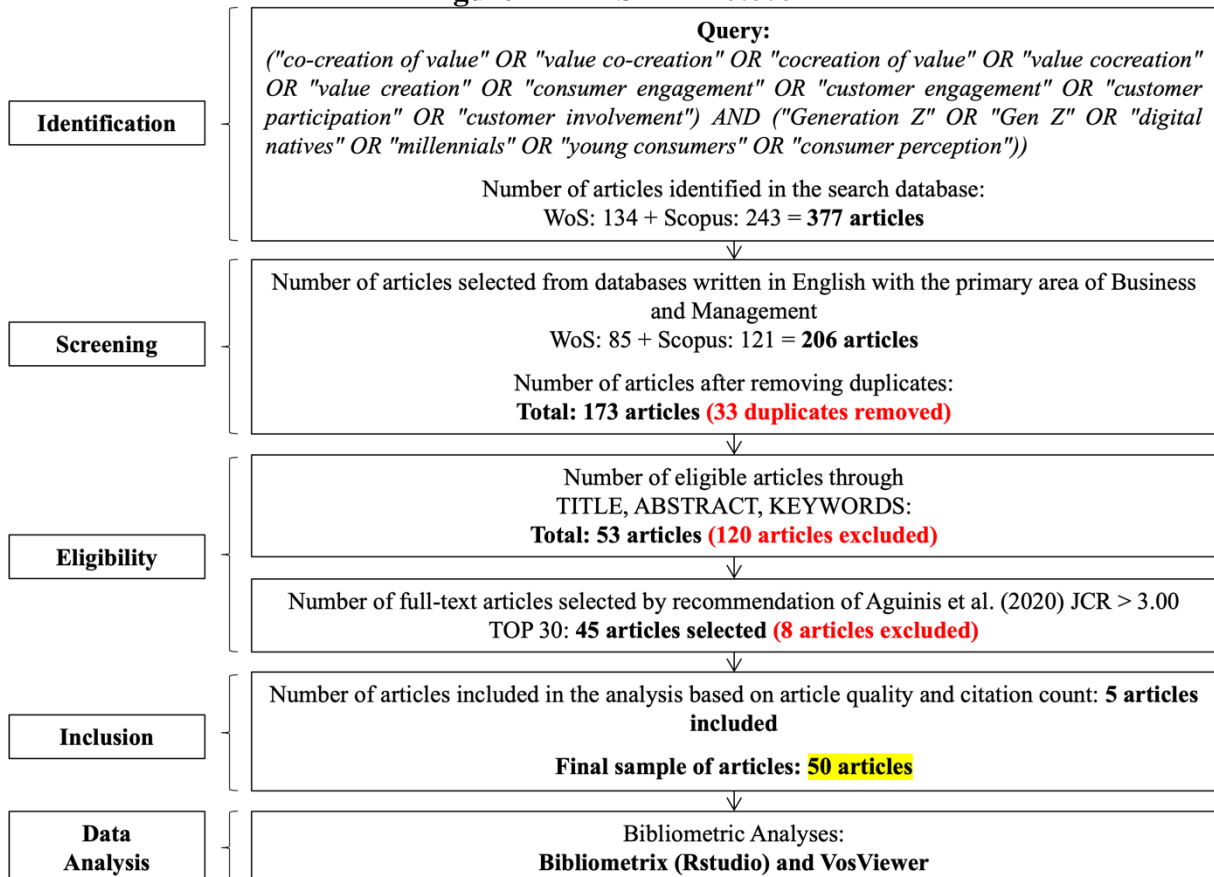 Query:
("co-creation of value" OR "value co-creation" OR "cocreation of value" OR "value cocreation"
OR "value creation" OR "consumer engagement" OR "customer engagement" OR "customer
participation" OR "customer involvement") AND ("Generation Z" OR "Gen Z" OR "digital
natives" OR "millennials" OR "young consumers" OR "consumer perception"))
Identification
Number of articles identified in the search database:
WoS: 134 + Scopus: 243 = 377 articles
Number of articles selected from databases written in English with the primary area of Business
and Management
WoS: 85 + Scopus: 121 = 206 articles
Screening
Number of articles after removing duplicates:
Total: 173 articles (33 duplicates removed)
Number of eligible articles through
TITLE, ABSTRACT, KEYWORDS:
Total: 53 articles (120 articles excluded)
Eligibility
Number of full-text articles selected by recommendation of Aguinis et al. (2020) JCR > 3.00
TOP 30: 45 articles selected (8 articles excluded)
Number of articles included in the analysis based on article quality and citation count: 5 articles
included
Inclusion
Final sample of articles: 50 articles
Data
Analysis
Bibliometric Analyses:
Bibliometrix (Rstudio) and VosViewer